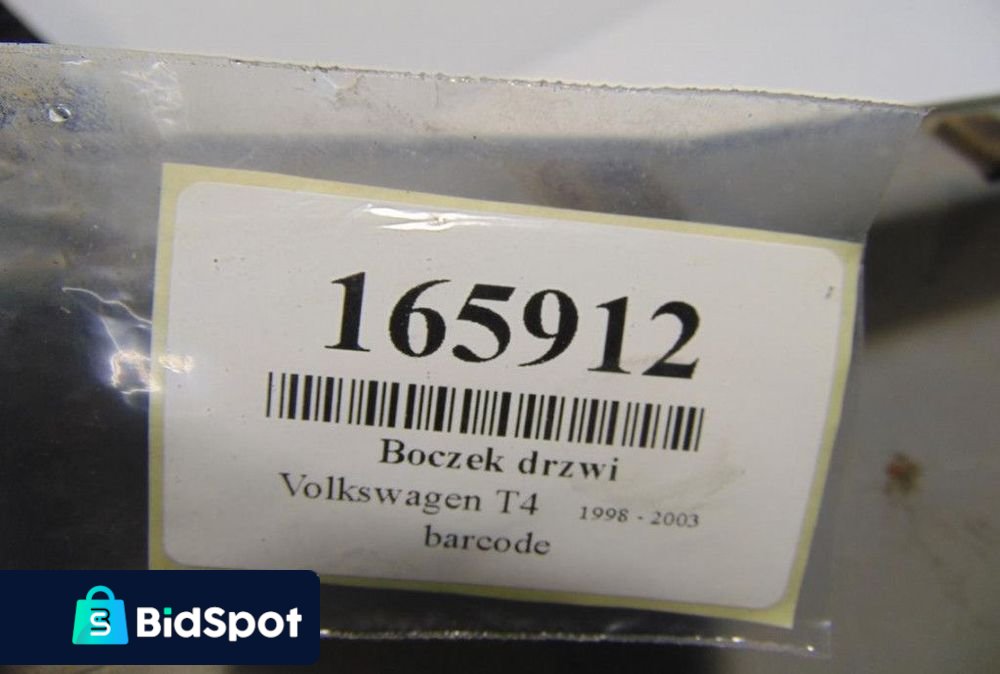 165912
Boczek drzwi
Volkswagen T4 1998 - 2003
barcode
BidSpot